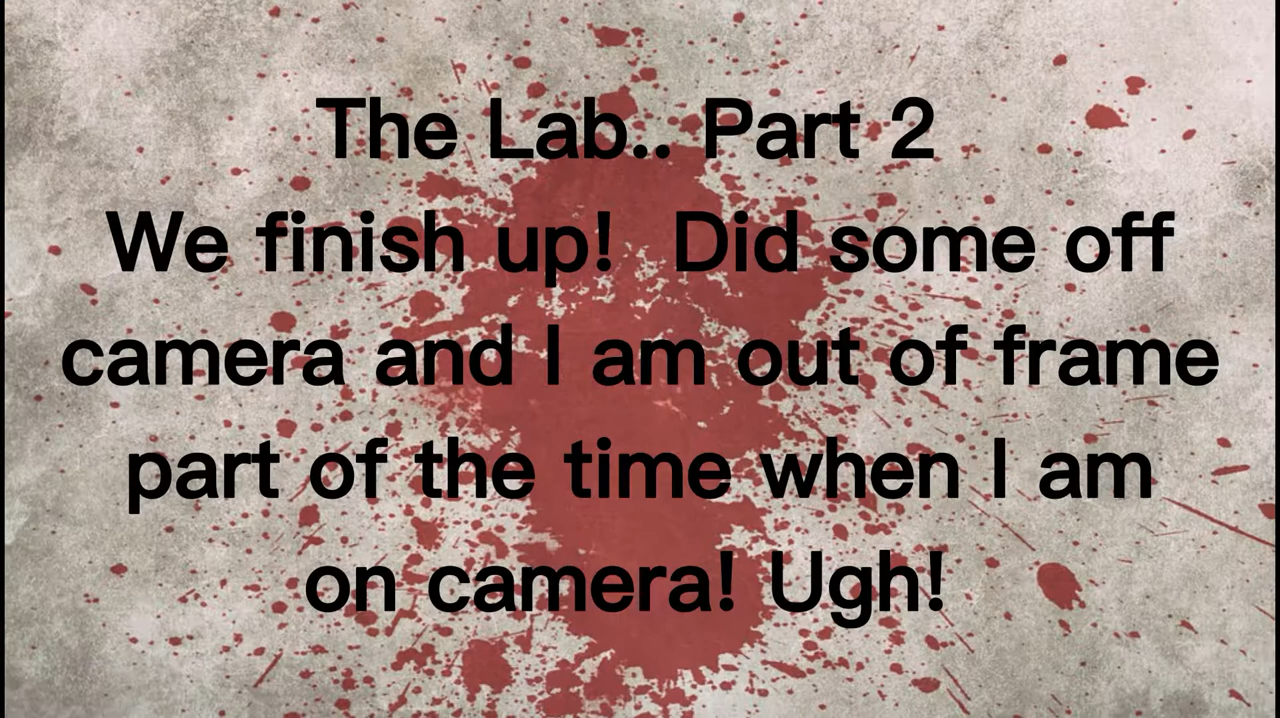 The Lab.. Part 2
We finish up!  Did some off
camera and I am out of frame
part of the time when I am
on camera! Ugh!